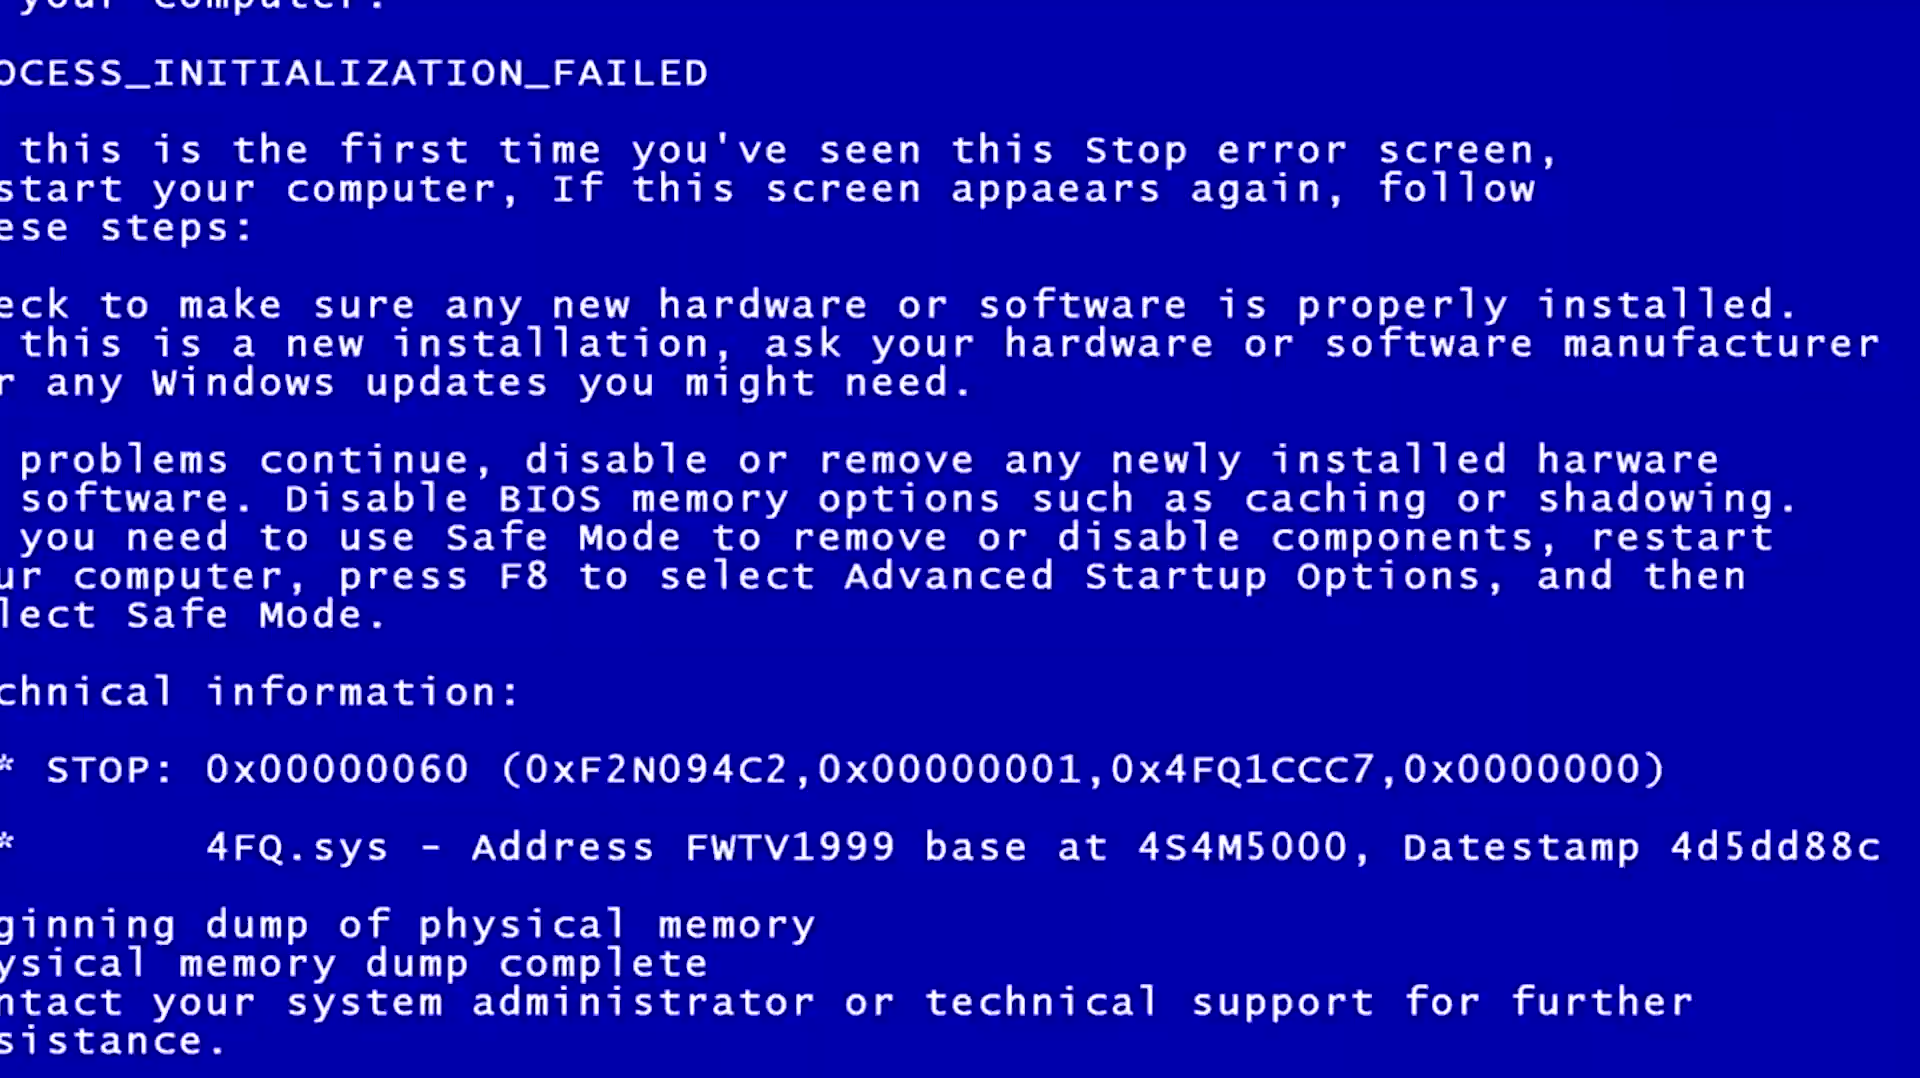 your computer.
OCESS_INITIALIZATION_FAILED
this is the first time you've seen this Stop error screen,
start your computer, If this screen appaears again, follow
ese steps:
eck to make sure any new hardware or software is properly installed.
this is a new installation, ask your hardware or software manufacturer
r any Windows updates you might need.
problems continue, disable or remove any newly installed harware
software. Disable BIOS memory options such as caching or shadowing.
you need to use Safe Mode to remove or disable components, restart
ur computer, press F8 to select Advanced Startup Options, and then
lect Safe Mode.
chnical information:
* STOP: 0x00000060 (0xF2N094C2,0x00000001,0x4FQ1CCC7,0x0000000)
* 4FQ.sys - Address FWTV1999 base at 4S4M5000, Datestamp 4d5dd88c
ginning dump of physical memory
ysical memory dump complete
ntact your system administrator or technical support for further
sistance.